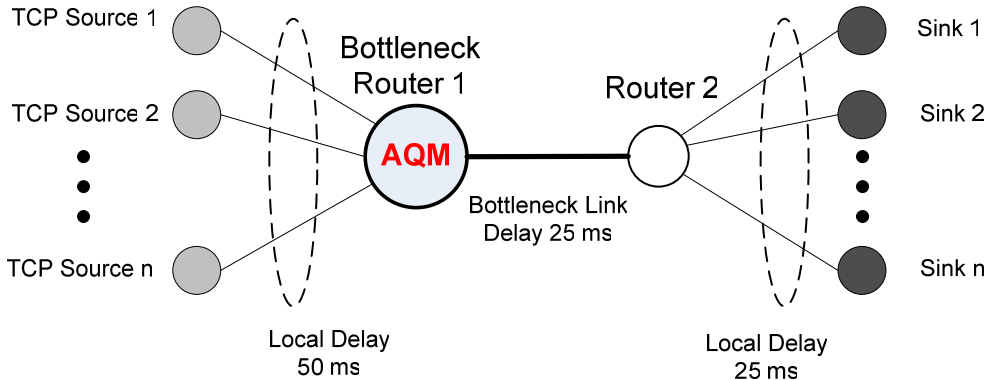 TCP Source 1
TCP Source 2
TCP Source n
Local Delay
50 ms
Bottleneck
Router 1
AQM
Bottleneck Link
Delay 25 ms
Router 2
Sink 1
Sink 2
Sink n
Local Delay
25 ms